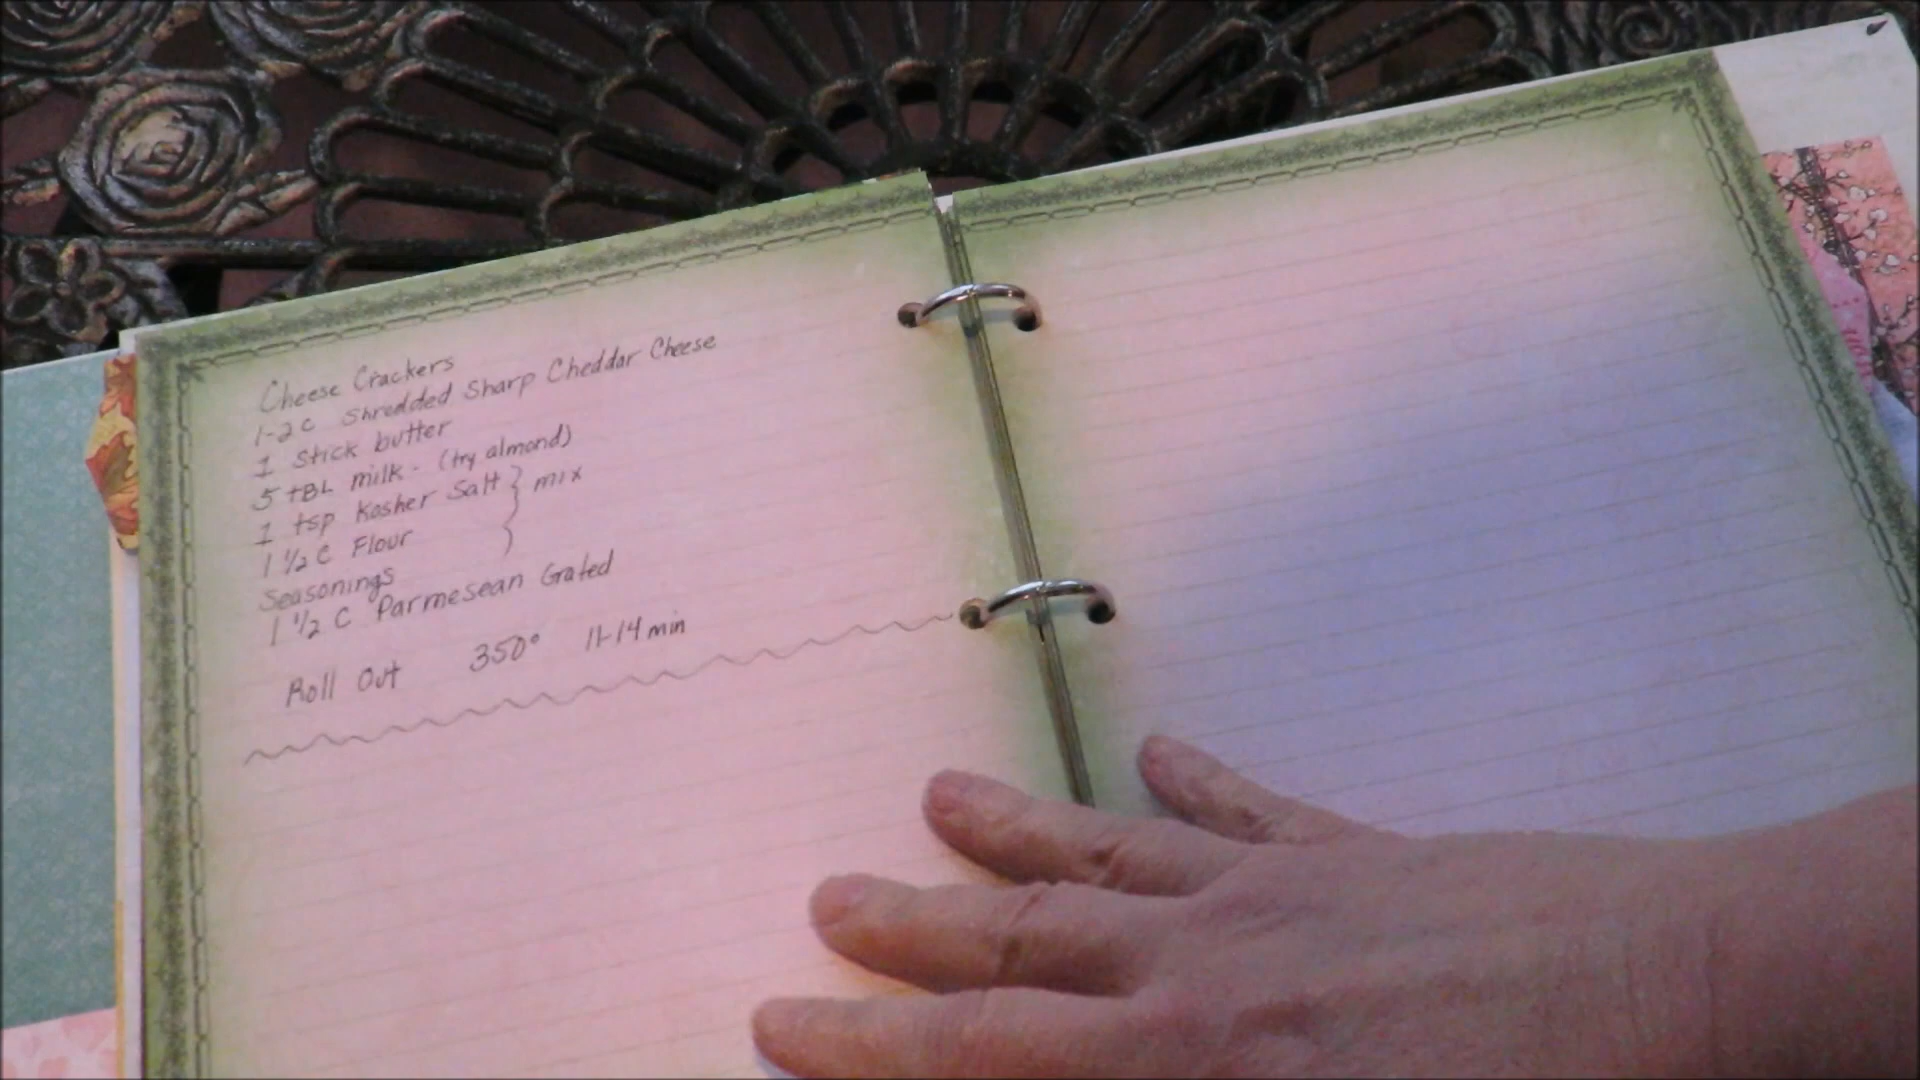 Cheese Crackers
1-2 C Shredded Sharp Cheddar Cheese
1 Stick butter
5 tBL milk - (try almond)
1 tsp Kosher Salt } mix
1 1/2 C Flour
Seasonings
1 1/2 C Parmesean Grated
Roll Out 350° 11-14 min